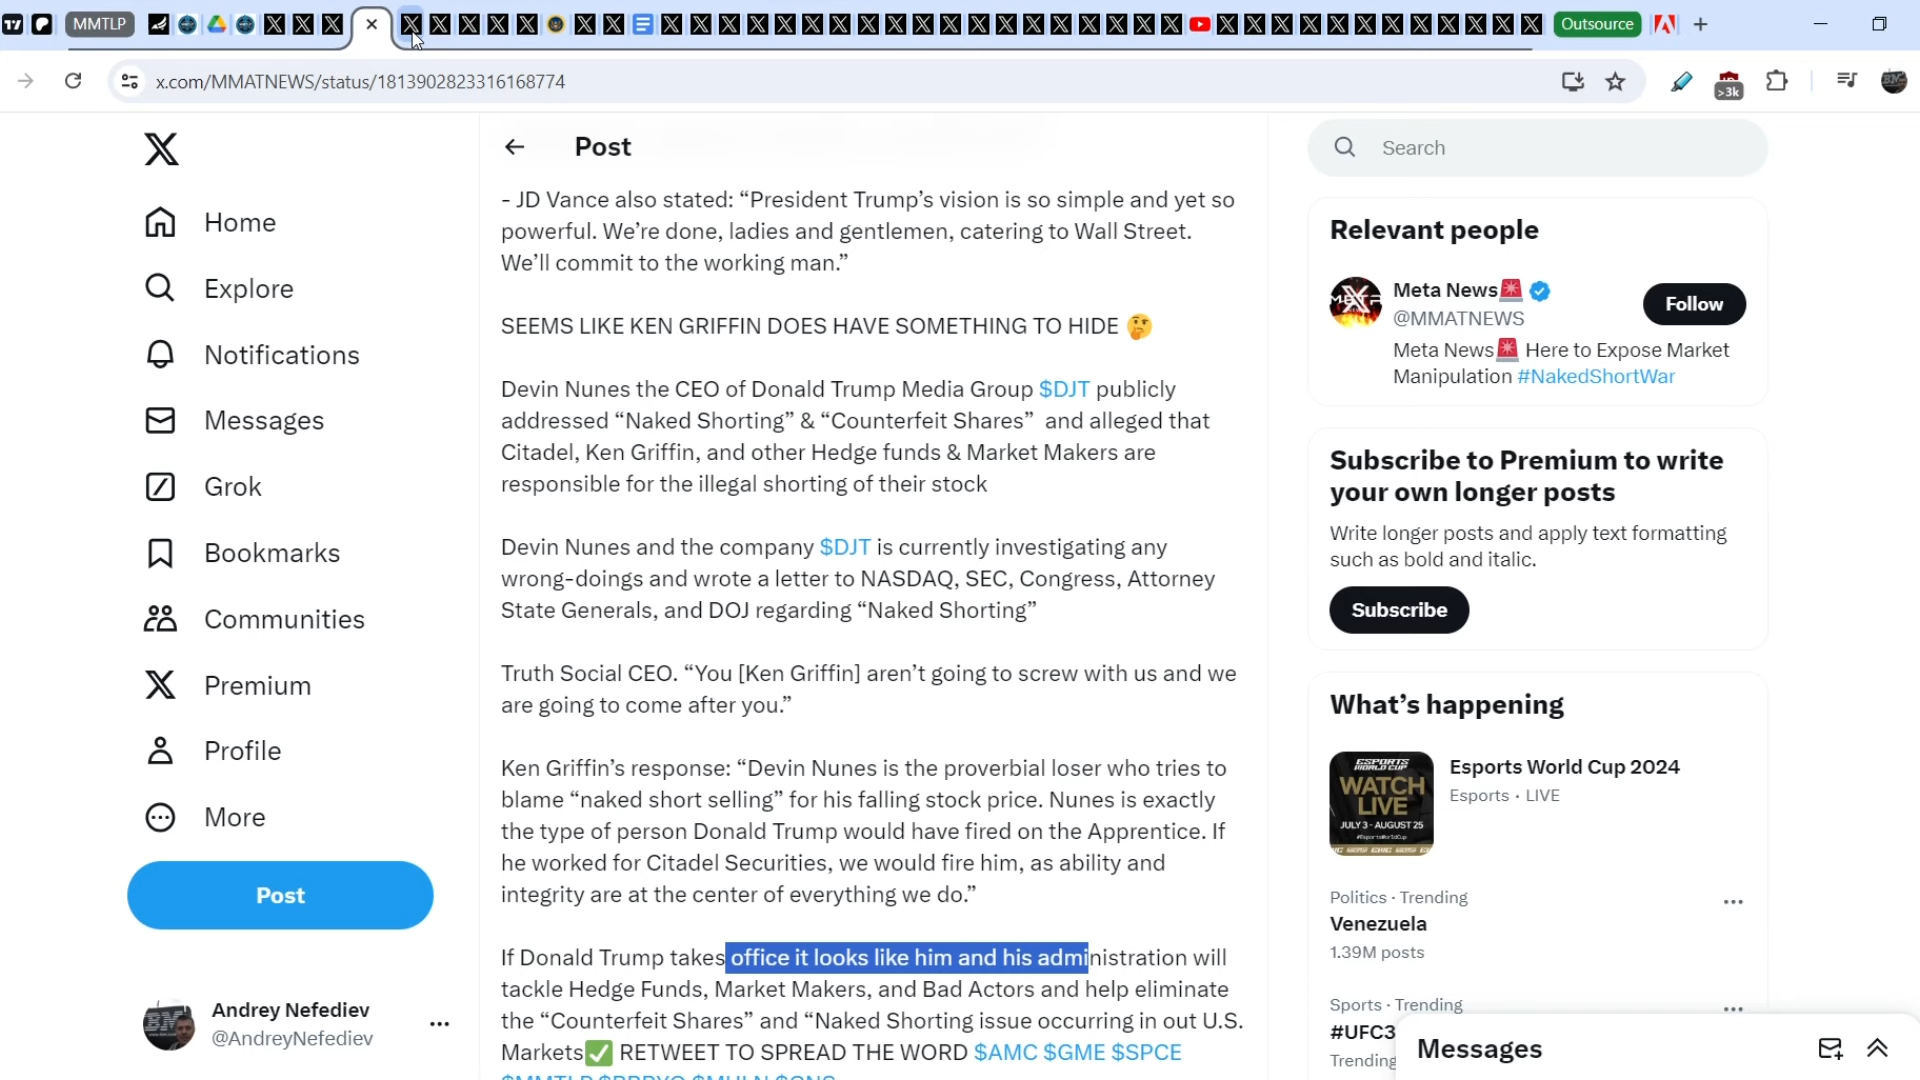 MMTLP
Outsource
x.com/MMATNEWS/status/1813902823316168774
>3k
Post
Search
Home
Explore
Notifications
Messages
Grok
Bookmarks
Communities
Premium
Profile
More
Post
Andrey Nefediev
@AndreyNefediev
- JD Vance also stated: “President Trump’s vision is so simple and yet so
powerful. We’re done, ladies and gentlemen, catering to Wall Street.
We’ll commit to the working man.”
SEEMS LIKE KEN GRIFFIN DOES HAVE SOMETHING TO HIDE 🤔
Devin Nunes the CEO of Donald Trump Media Group $DJT publicly
addressed “Naked Shorting” & “Counterfeit Shares”  and alleged that
Citadel, Ken Griffin, and other Hedge funds & Market Makers are
responsible for the illegal shorting of their stock
Devin Nunes and the company $DJT is currently investigating any
wrong-doings and wrote a letter to NASDAQ, SEC, Congress, Attorney
State Generals, and DOJ regarding “Naked Shorting”
Truth Social CEO. “You [Ken Griffin] aren’t going to screw with us and we
are going to come after you.”
Ken Griffin’s response: “Devin Nunes is the proverbial loser who tries to
blame “naked short selling” for his falling stock price. Nunes is exactly
the type of person Donald Trump would have fired on the Apprentice. If
he worked for Citadel Securities, we would fire him, as ability and
integrity are at the center of everything we do.”
If Donald Trump takes office it looks like him and his administration will
tackle Hedge Funds, Market Makers, and Bad Actors and help eliminate
the “Counterfeit Shares” and “Naked Shorting issue occurring in out U.S.
Markets✅ RETWEET TO SPREAD THE WORD $AMC $GME $SPCE
Relevant people
Meta News🚨
@MMATNEWS
Follow
Meta News🚨 Here to Expose Market
Manipulation #NakedShortWar
Subscribe to Premium to write
your own longer posts
Write longer posts and apply text formatting
such as bold and italic.
Subscribe
What’s happening
ESPORTS
WORLD CUP
WATCH
LIVE
JULY 3 - AUGUST 25
Esports World Cup 2024
Esports · LIVE
Politics · Trending
Venezuela
1.39M posts
Sports · Trending
#UFC3
Trending
Messages